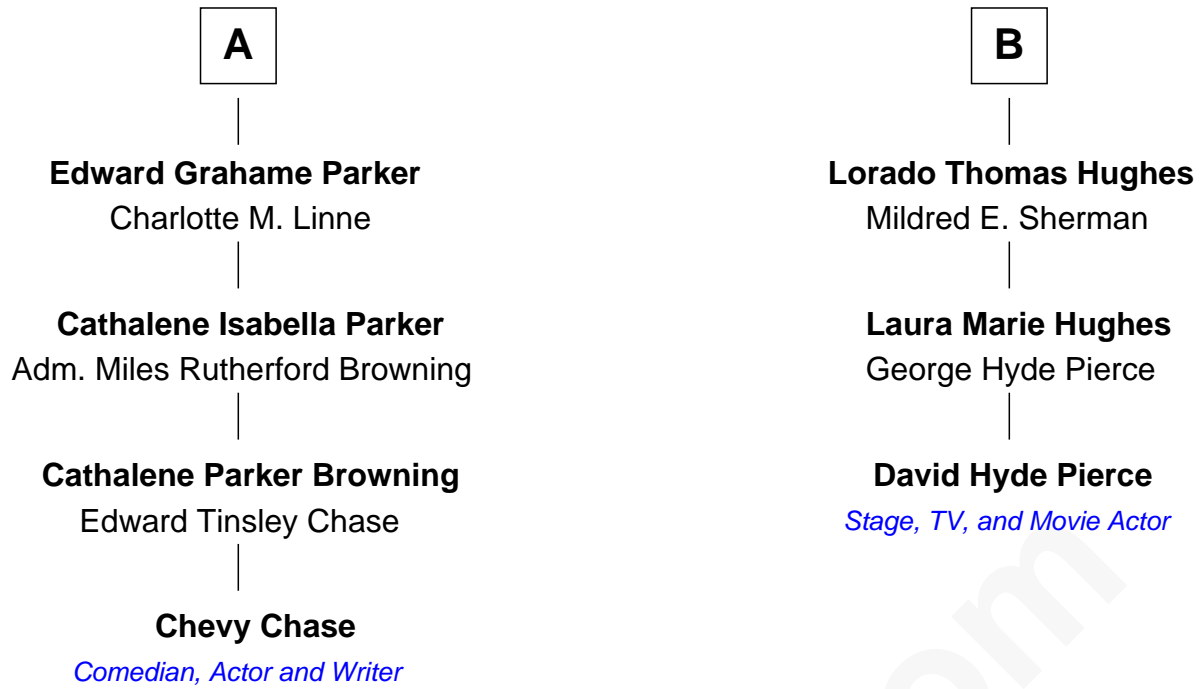 A
Edward Grahame Parker
Charlotte M. Linne
Cathalene Isabella Parker
Adm. Miles Rutherford Browning
Cathalene Parker Browning
Edward Tinsley Chase
Chevy Chase
Comedian, Actor and Writer
B
Lorado Thomas Hughes
Mildred E. Sherman
Laura Marie Hughes
George Hyde Pierce
David Hyde Pierce
Stage, TV, and Movie Actor
om